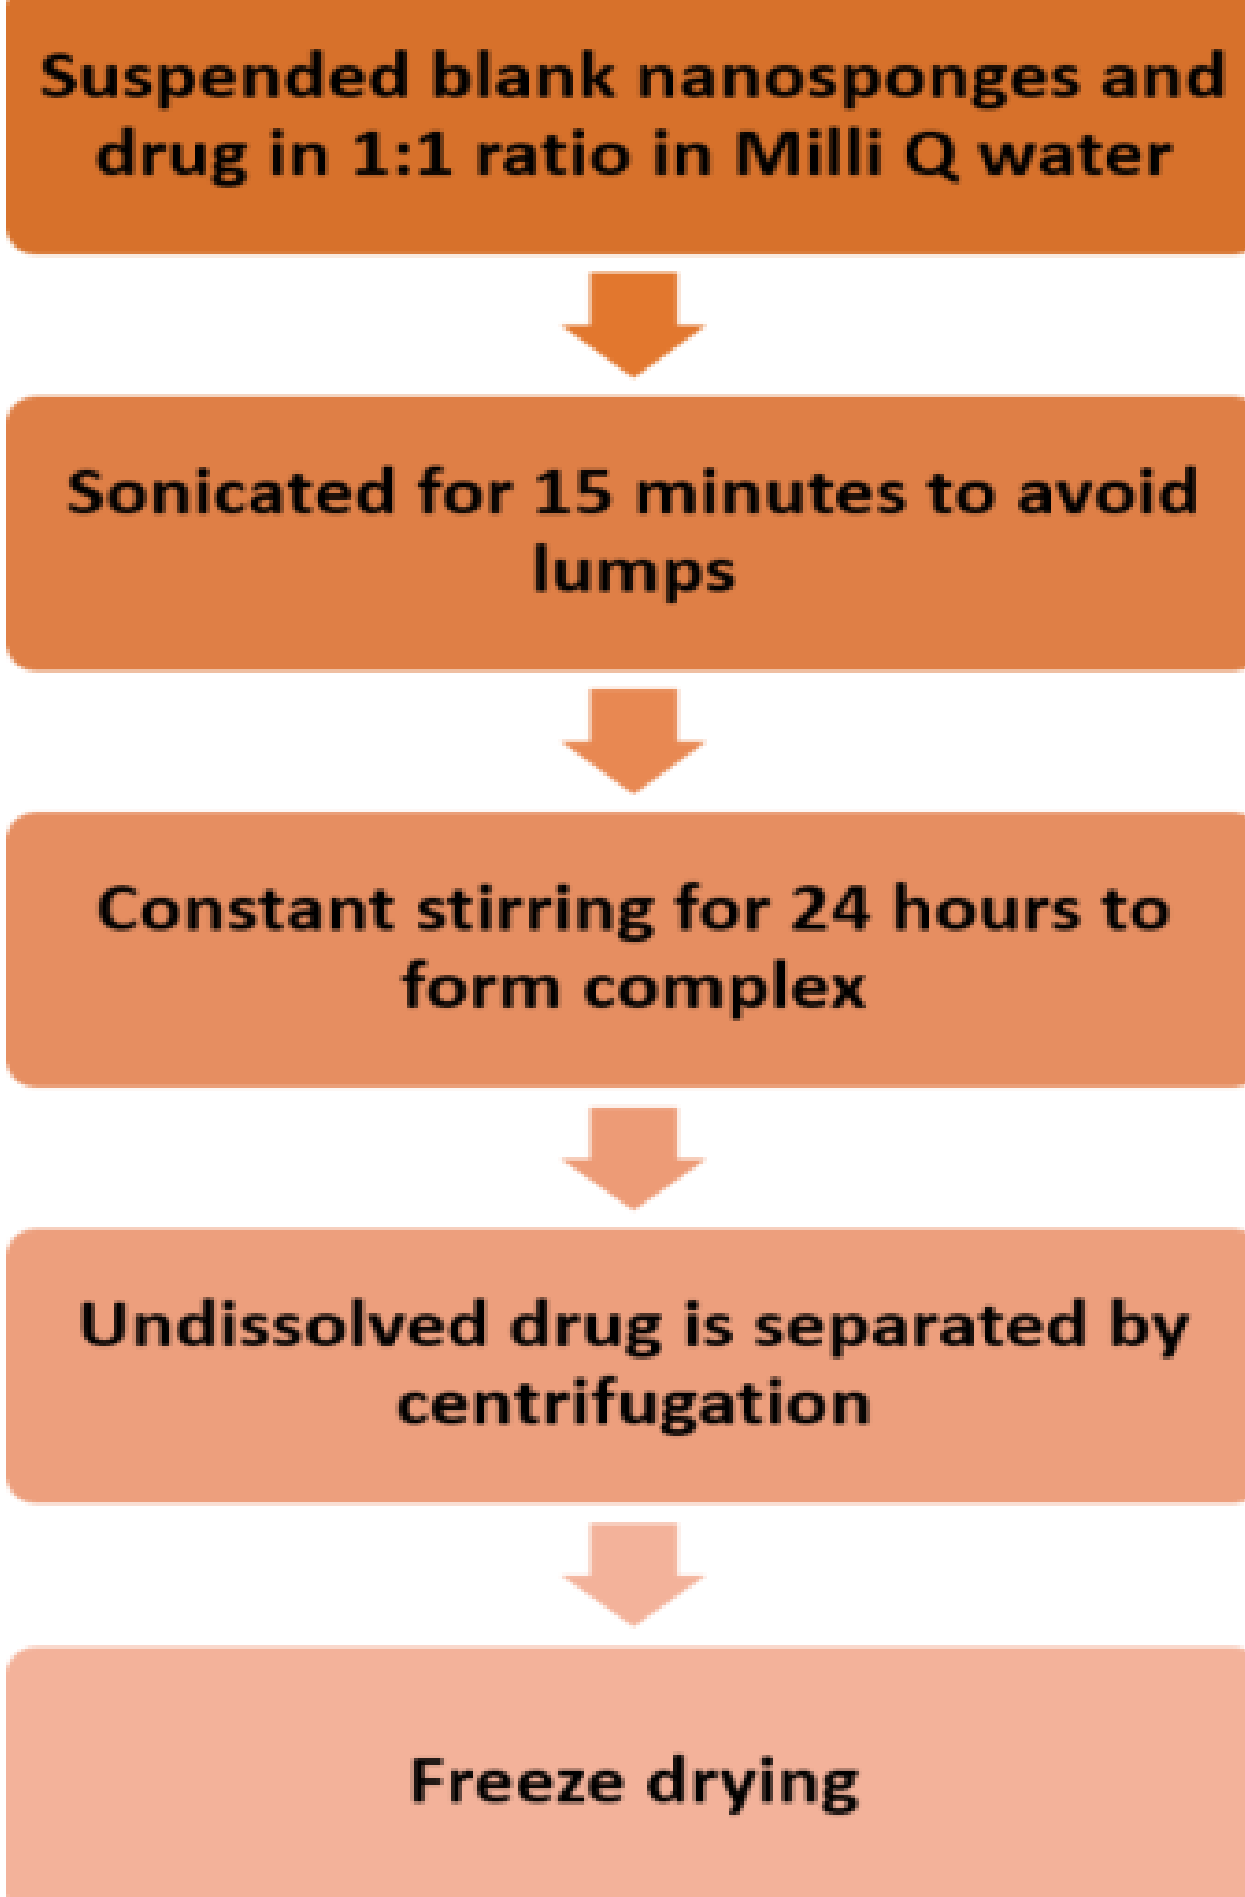 Suspended blank nanosponges and
drug in 1:1 ratio in Milli Q water
Sonicated for 15 minutes to avoid
lumps
Constant stirring for 24 hours to
form complex
Undissolved drug is separated by
centrifugation
Freeze drying